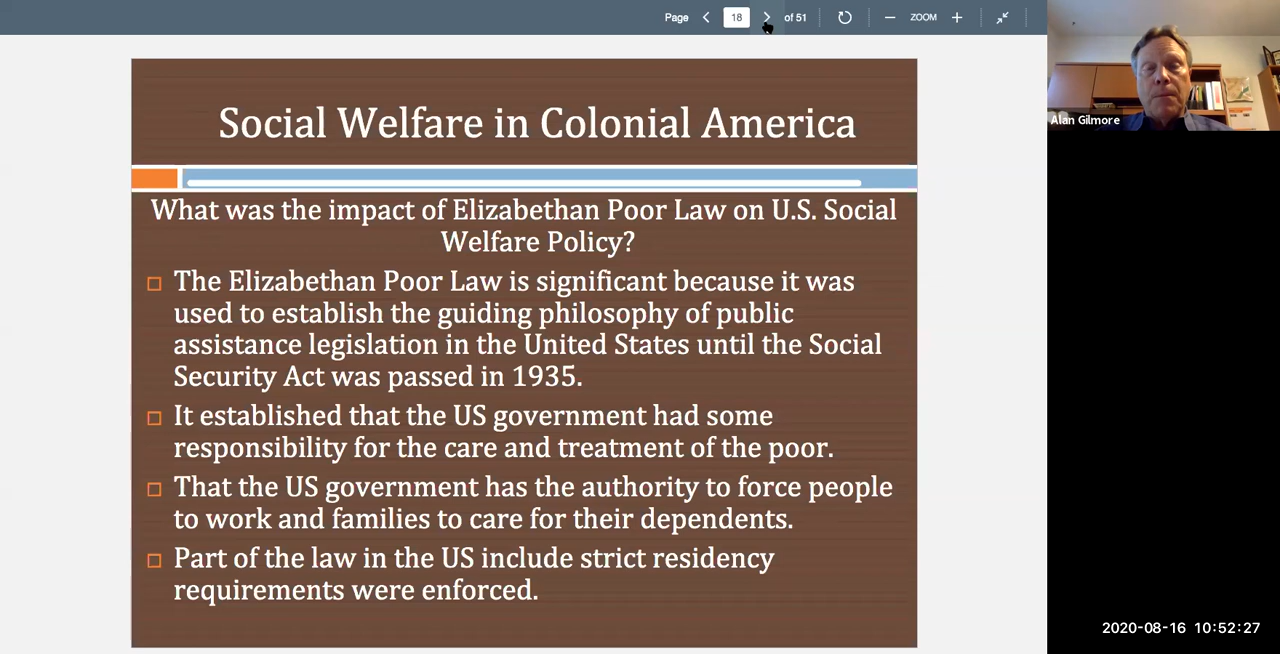 Page 18 of 51 ZOOM
Alan Gilmore
Social Welfare in Colonial America
What was the impact of Elizabethan Poor Law on U.S. Social
Welfare Policy?
The Elizabethan Poor Law is significant because it was
used to establish the guiding philosophy of public
assistance legislation in the United States until the Social
Security Act was passed in 1935.
It established that the US government had some
responsibility for the care and treatment of the poor.
That the US government has the authority to force people
to work and families to care for their dependents.
Part of the law in the US include strict residency
requirements were enforced.
2020-08-16 10:52:27